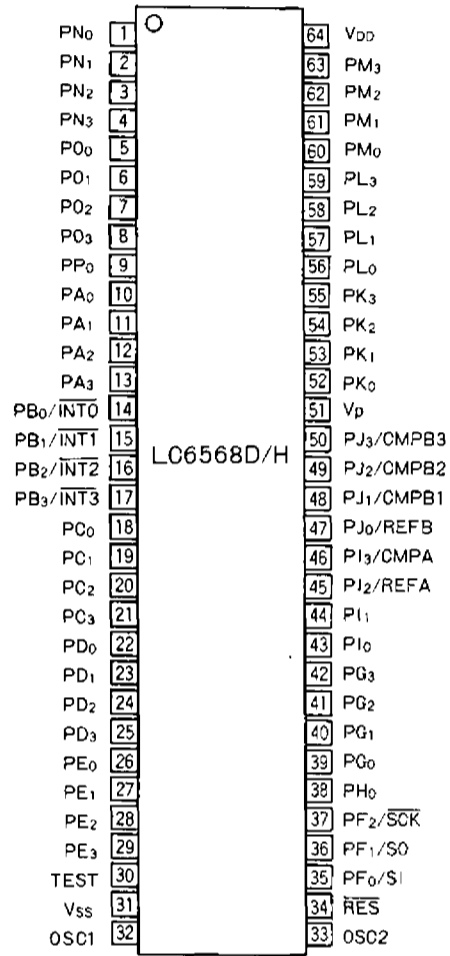 PN0 1
PN1 2
PN2 3
PN3 4
PO0 5
PO1 6
PO2 7
PO3 8
PP0 9
PA0 10
PA1 11
PA2 12
PA3 13
PB0/INT0 14
PB1/INT1 15
PB2/INT2 16
PB3/INT3 17
PC0 18
PC1 19
PC2 20
PC3 21
PD0 22
PD1 23
PD2 24
PD3 25
PE0 26
PE1 27
PE2 28
PE3 29
TEST 30
VSS 31
OSC1 32
LC6568D/H
64 VDD
63 PM3
62 PM2
61 PM1
60 PM0
59 PL3
58 PL2
57 PL1
56 PL0
55 PK3
54 PK2
53 PK1
52 PK0
51 Vp
50 PJ3/CMPB3
49 PJ2/CMPB2
48 PJ1/CMPB1
47 PJ0/REFB
46 PI3/CMPA
45 PI2/REFA
44 PI1
43 PI0
42 PG3
41 PG2
40 PG1
39 PG0
38 PH0
37 PF2/SCK
36 PF1/SO
35 PF0/SI
34 RES
33 OSC2